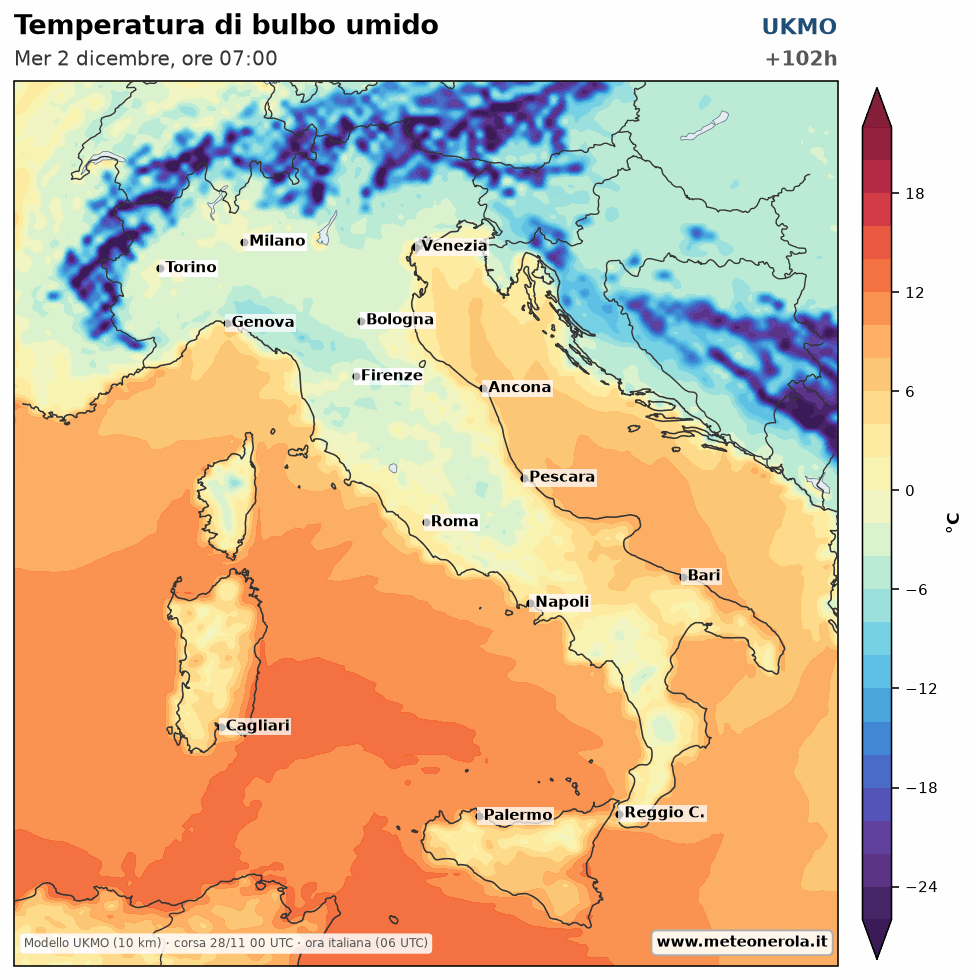 Temperatura di bulbo umido
UKMO
Mer 2 dicembre, ore 07:00
+102h
Milano
Venezia
Torino
Genova
Bologna
Firenze
Ancona
Pescara
Roma
Bari
Napoli
Cagliari
Palermo
Reggio C.
18
12
6
0
−6
−12
−18
−24
°C
Modello UKMO (10 km) · corsa 28/11 00 UTC · ora italiana (06 UTC)
www.meteonerola.it